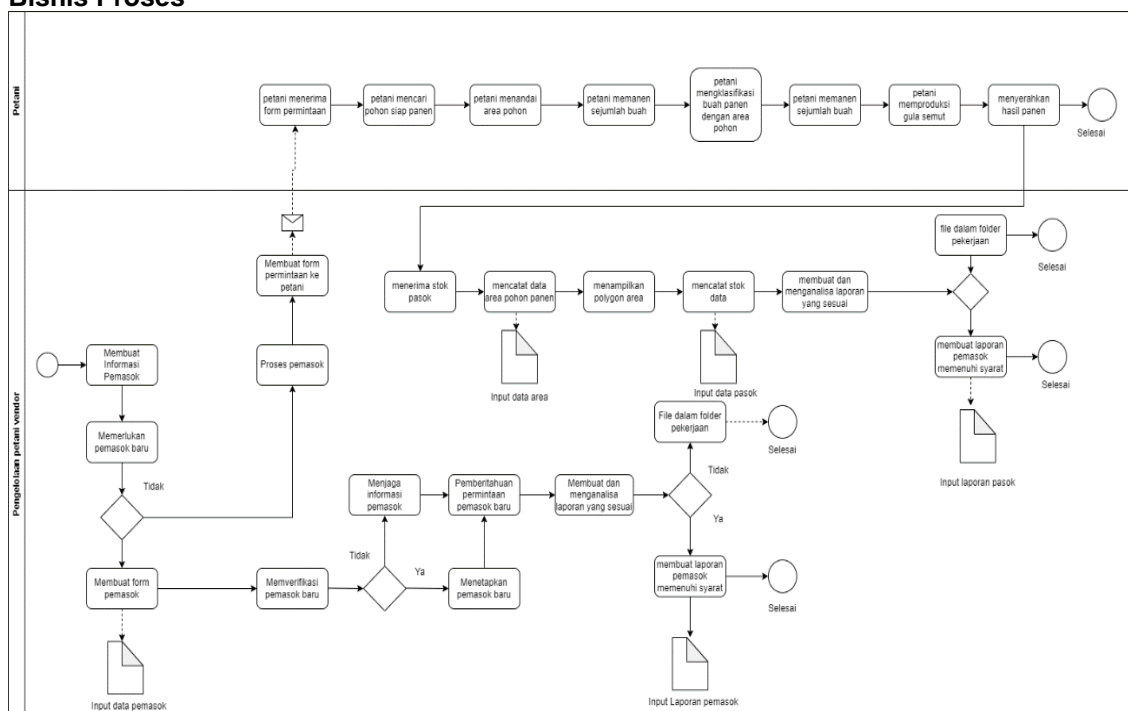 Bisnis Proses
Petani
petani menerima
form permintaan
petani mencari
pohon siap panen
petani menandai
area pohon
petani memanen
sejumlah buah
petani
mengklasifikasi
buah panen
dengan area
pohon
petani memanen
sejumlah buah
petani
memproduksi
gula semut
menyerahkan
hasil panen
Selesai
Pengelolaan petani vendor
Membuat form
permintaan ke
petani
menerima stok
pasok
mencatat data
area pohon panen
menampilkan
polygon area
mencatat stok
data
membuat dan
menganalisa laporan
yang sesuai
file dalam folder
pekerjaan
Selesai
Membuat
Informasi
Pemasok
Proses pemasok
Input data area
Input data pasok
membuat laporan
pemasok
memenuhi syarat
Selesai
Memerlukan
pemasok baru
Tidak
File dalam folder
pekerjaan
Selesai
Input laporan pasok
Menjaga
informasi
pemasok
Pemberitahuan
permintaan
pemasok baru
Membuat dan
menganalisa
laporan yang sesuai
Tidak
Ya
Membuat form
pemasok
Memverifikasi
pemasok baru
Tidak
Ya
Menetapkan
pemasok baru
membuat laporan
pemasok
memenuhi syarat
Selesai
Input data pemasok
Input Laporan pemasok